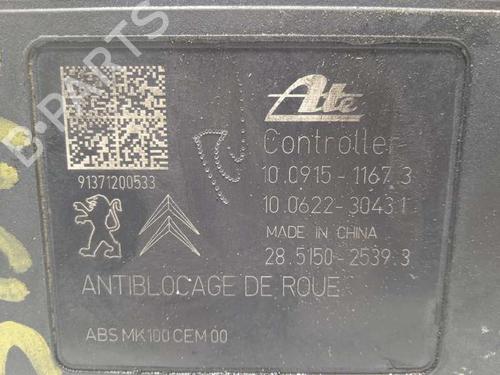 B-PARTS
Ate
91371200533
Controller
10.0915-1167.3
10.0622-3043.1
MADE IN CHINA
28.5150-2539.3
ANTIBLOCAGE DE ROUE
ABS MK100 CEM 00